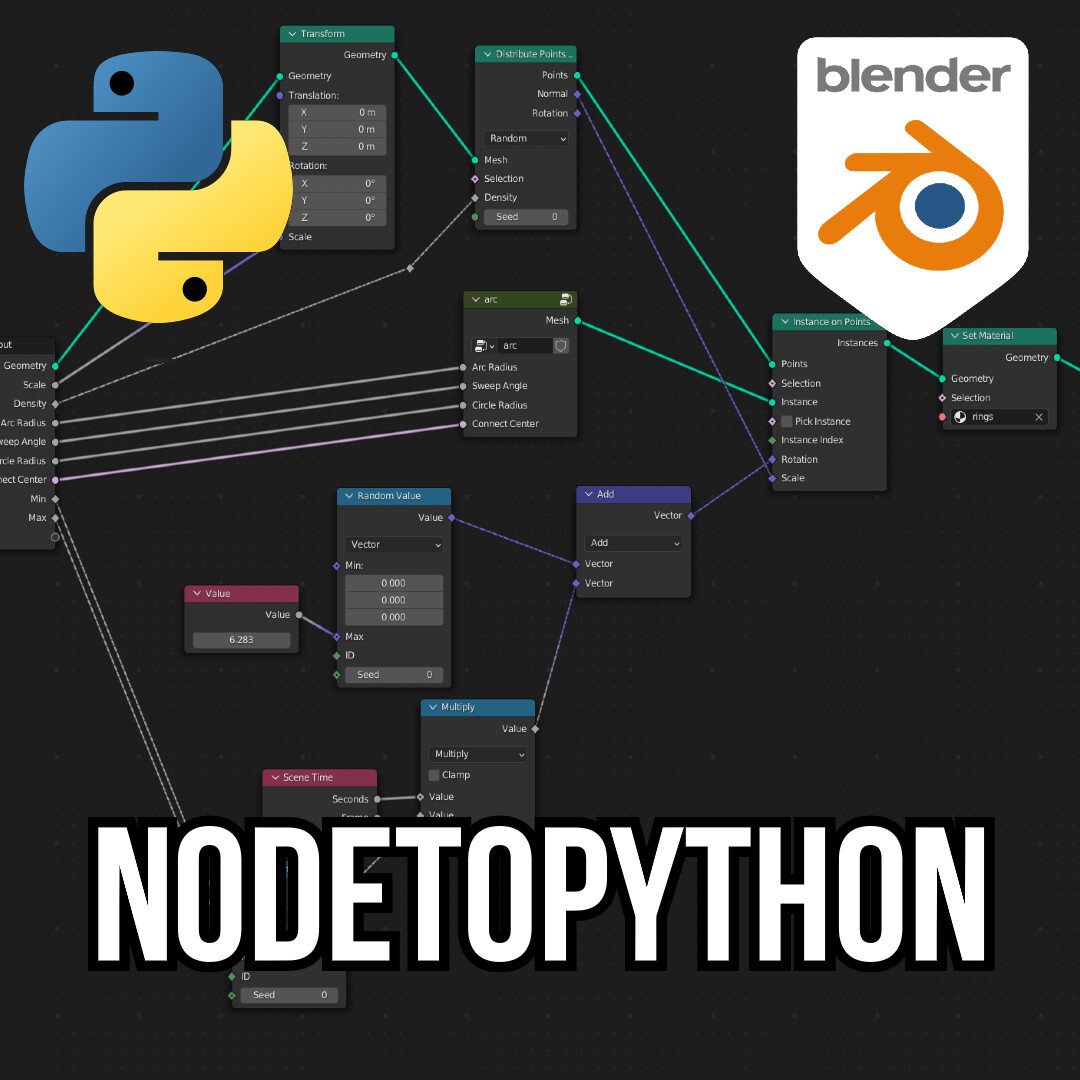 Transform
Geometry
Geometry
Translation:
X 0 m
Y 0 m
Z 0 m
Rotation:
X 0°
Y 0°
Z 0°
Scale
Distribute Points ..
Points
Normal
Rotation
Random
Mesh
Selection
Density
Seed 0
blender
arc
Mesh
arc
Arc Radius
Sweep Angle
Circle Radius
Connect Center
Instance on Points
Instances
Points
Selection
Instance
Pick Instance
Instance Index
Rotation
Scale
Set Material
Geometry
Geometry
Selection
rings
put
Geometry
Scale
Density
Arc Radius
weep Angle
rcle Radius
nect Center
Min
Max
Random Value
Value
Vector
Min:
0.000
0.000
0.000
Max
ID
Seed 0
Add
Vector
Add
Vector
Vector
Value
Value
6.283
Multiply
Value
Multiply
Clamp
Value
Value
Scene Time
Seconds
NODETOPYTHON
ID
Seed 0